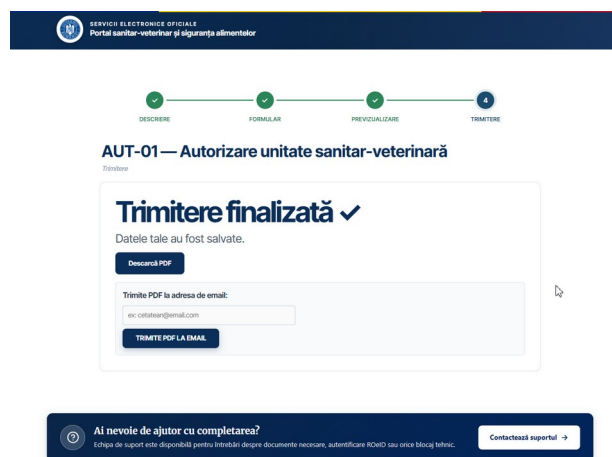 SERVICII ELECTRONICE OFICIALE
Portal sanitar-veterinar și siguranța alimentelor
4
DESCRIERE
FORMULAR
PREVIZUALIZARE
TRIMITERE
AUT-01 — Autorizare unitate sanitar-veterinară
Trimitere
Trimitere finalizată ✓
Datele tale au fost salvate.
Descarcă PDF
Trimite PDF la adresa de email:
ex: cetatean@email.com
TRIMITE PDF LA EMAIL
Ai nevoie de ajutor cu completarea?
Echipa de suport este disponibilă pentru întrebări despre documente necesare, autentificare ROeID sau orice blocaj tehnic.
Contactează suportul →